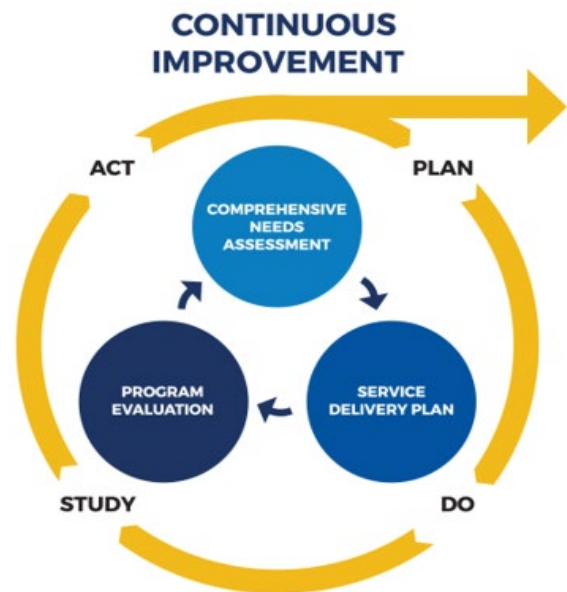 CONTINUOUS
IMPROVEMENT
ACT
PLAN
COMPREHENSIVE
NEEDS
ASSESSMENT
PROGRAM
EVALUATION
SERVICE
DELIVERY PLAN
STUDY
DO